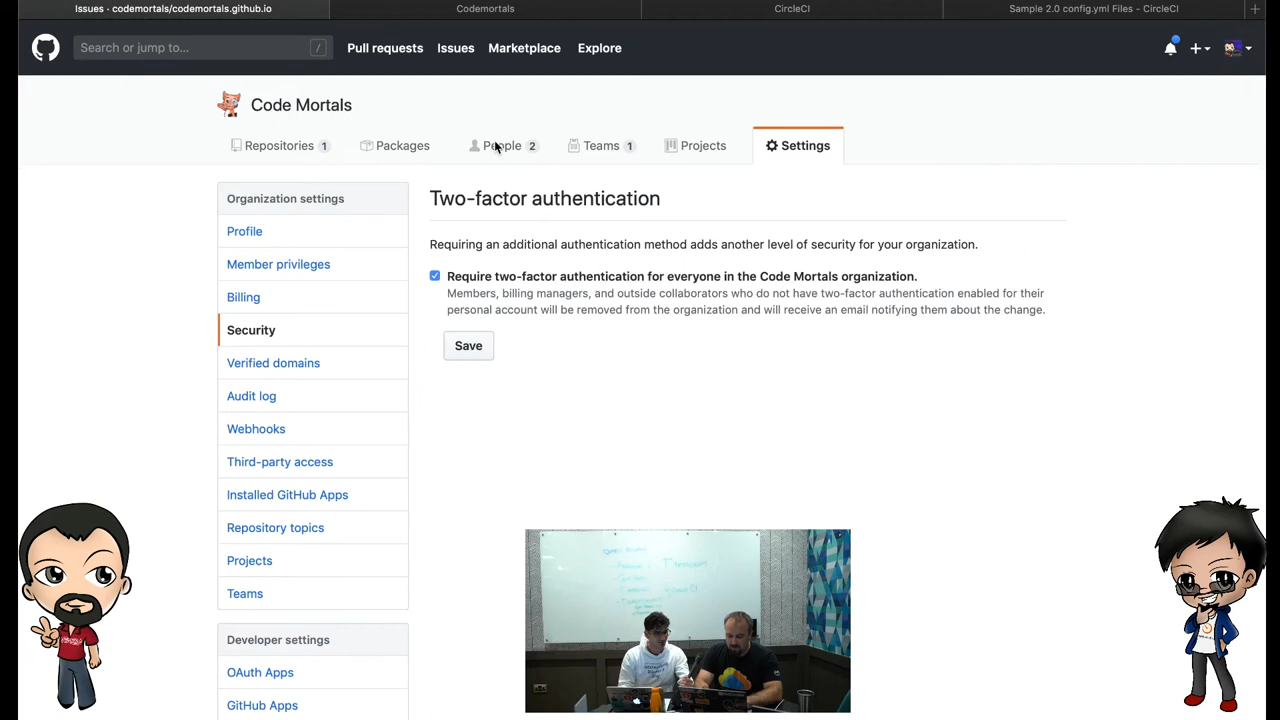 Issues · codemortals/codemortals.github.io
Codemortals
CircleCI
Sample 2.0 config.yml Files - CircleCI
Search or jump to...
/
Pull requests
Issues
Marketplace
Explore
Code Mortals
Repositories 1
Packages
People 2
Teams 1
Projects
Settings
Organization settings
Profile
Member privileges
Billing
Security
Verified domains
Audit log
Webhooks
Third-party access
Installed GitHub Apps
Repository topics
Projects
Teams
Developer settings
OAuth Apps
GitHub Apps
Two-factor authentication
Requiring an additional authentication method adds another level of security for your organization.
Require two-factor authentication for everyone in the Code Mortals organization.
Members, billing managers, and outside collaborators who do not have two-factor authentication enabled for their
personal account will be removed from the organization and will receive an email notifying them about the change.
Save